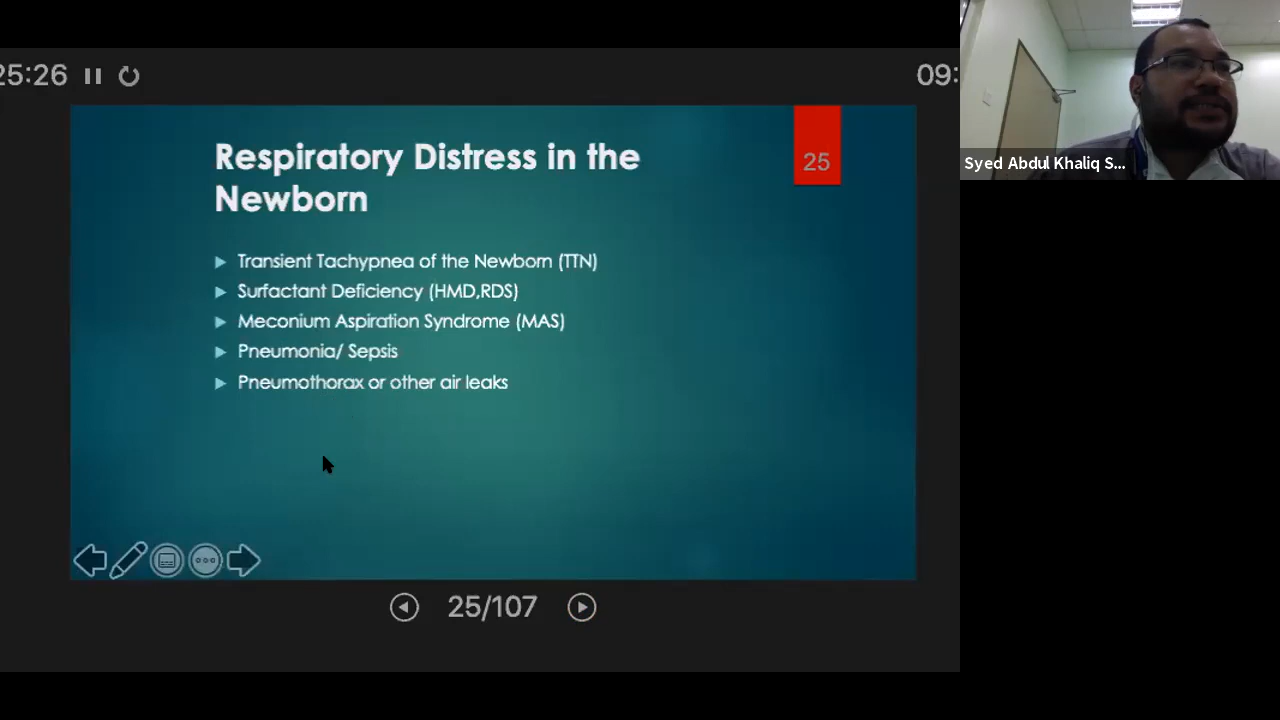 25:26
09:
Respiratory Distress in the
Newborn
25
Transient Tachypnea of the Newborn (TTN)
Surfactant Deficiency (HMD,RDS)
Meconium Aspiration Syndrome (MAS)
Pneumonia/ Sepsis
Pneumothorax or other air leaks
25/107
Syed Abdul Khaliq S...